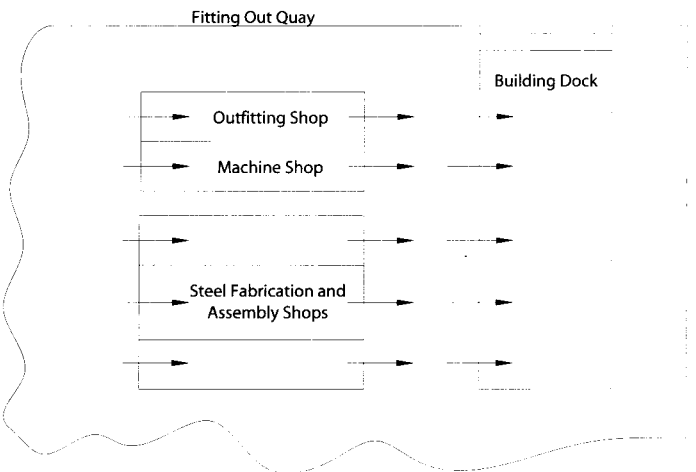 Fitting Out Quay
Building Dock
Outfitting Shop
Machine Shop
Steel Fabrication and
Assembly Shops